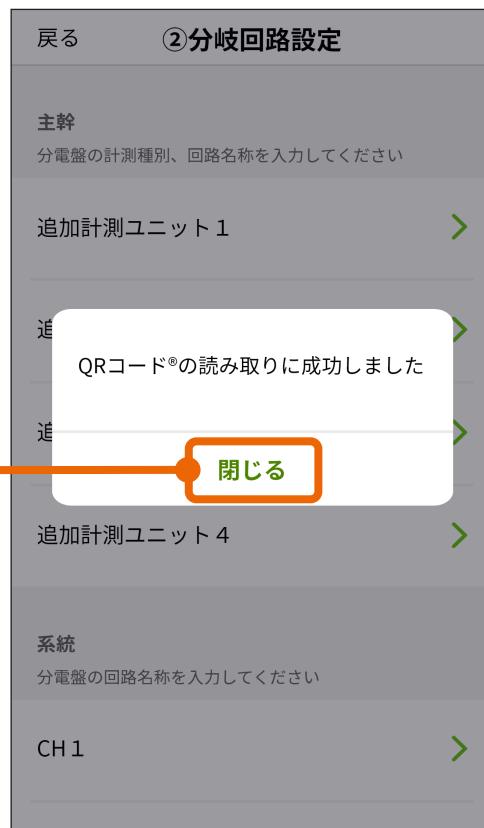 戻る ②分岐回路設定
主幹
分電盤の計測種別、回路名称を入力してください
追加計測ユニット１
追
QRコード®の読み取りに成功しました
追
閉じる
追加計測ユニット４
系統
分電盤の回路名称を入力してください
CH１